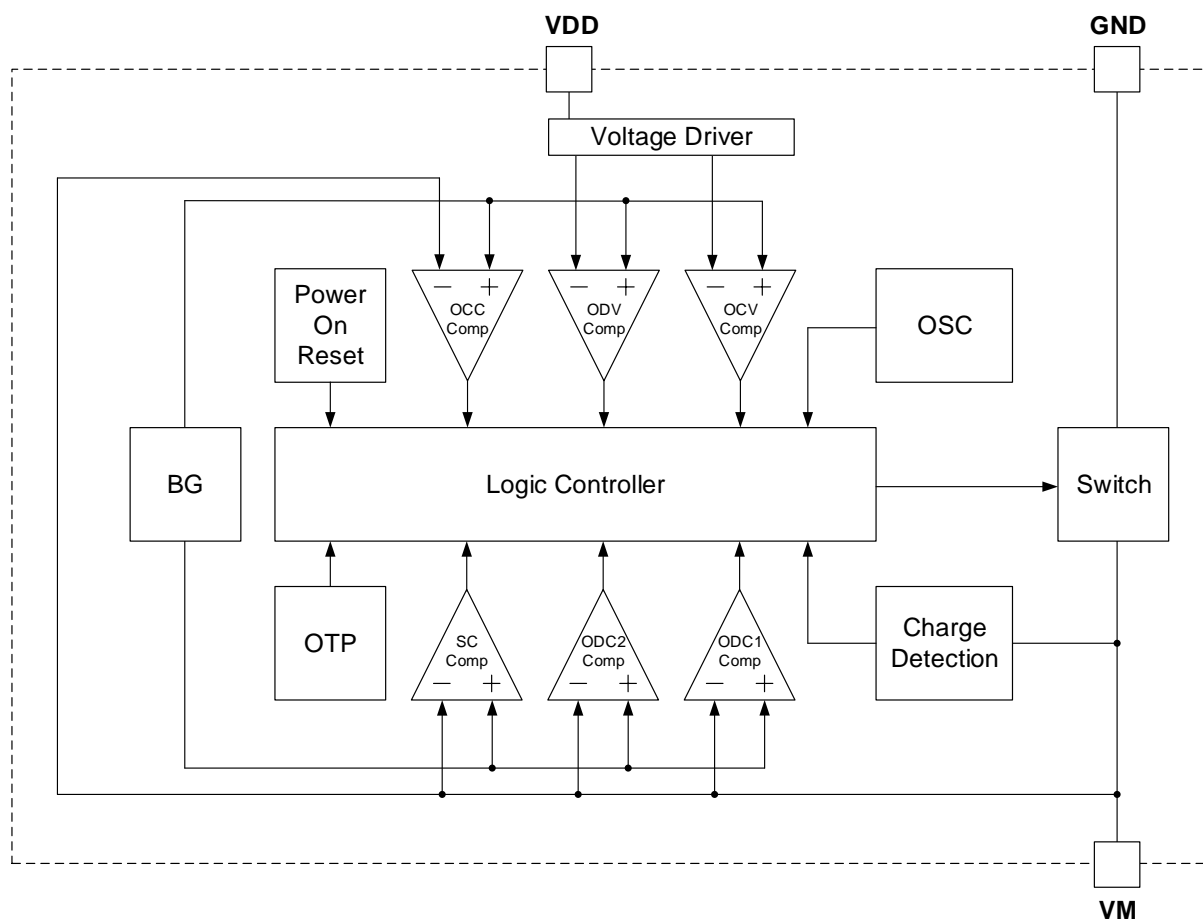 VDD
GND
Voltage Driver
Power
On
Reset
− +
OCC
Comp
− +
ODV
Comp
− +
OCV
Comp
OSC
BG
Logic Controller
Switch
OTP
SC
Comp
− +
ODC2
Comp
− +
ODC1
Comp
− +
Charge
Detection
VM